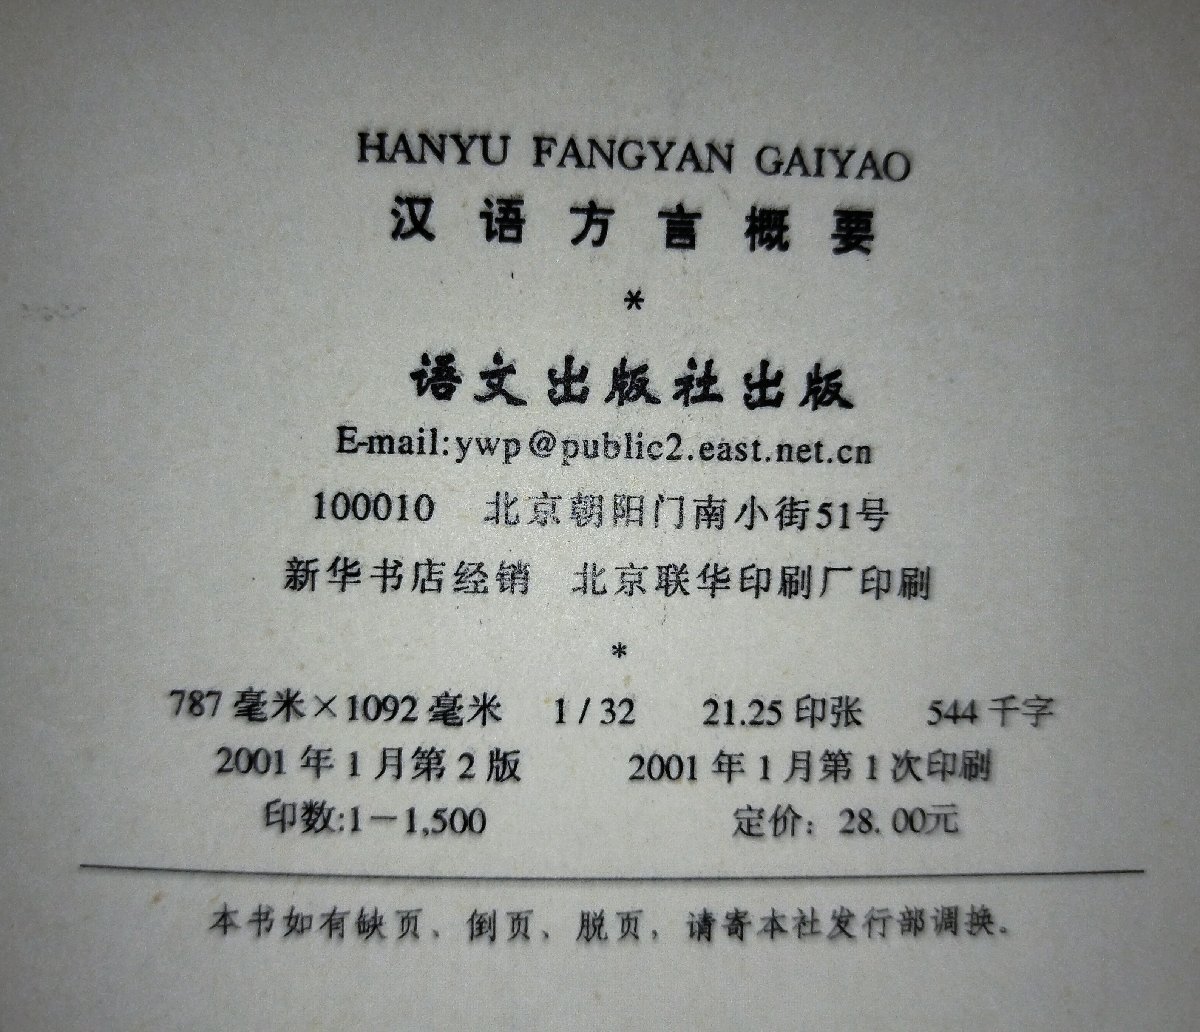 HANYU FANGYAN GAIYAO
汉语方言概要
*
语文出版社出版
E-mail:ywp@public2.east.net.cn
100010 北京朝阳门南小街51号
新华书店经销 北京联华印刷厂印刷
*
787毫米×1092毫米 1/32 21.25印张 544千字
2001年1月第2版 2001年1月第1次印刷
印数:1-1,500 定价：28.00元
本书如有缺页、倒页、脱页，请寄本社发行部调换。